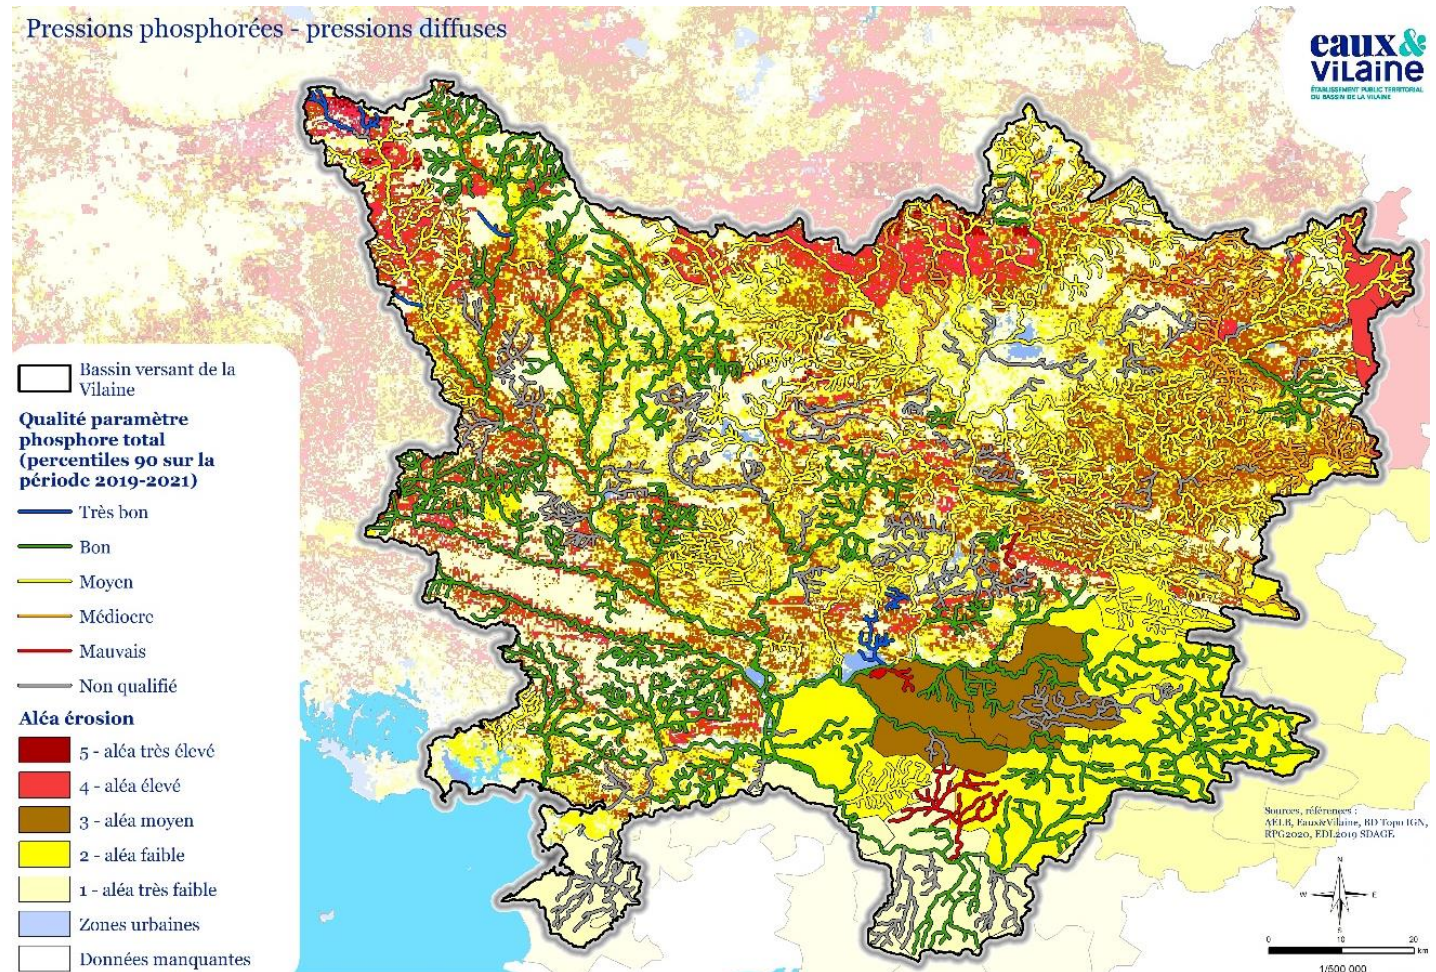 Pressions phosphorées - pressions diffuses
eaux&
ViLaine
ÉTABLISSEMENT PUBLIC TERRITORIAL
DU BASSIN DE LA VILAINE
Bassin versant de la
Vilaine
Qualité paramètre
phosphore total
(percentiles 90 sur la
période 2019-2021)
Très bon
Bon
Moyen
Médiocre
Mauvais
Non qualifié
Aléa érosion
5 - aléa très élevé
4 - aléa élevé
3 - aléa moyen
2 - aléa faible
1 - aléa très faible
Zones urbaines
Données manquantes
Sources, références :
AELB, Eaux&Vilaine, BD Topo IGN,
RPG2020, EDL2019 SDAGE
N
W E
S
0 10 20
km
1/500 000